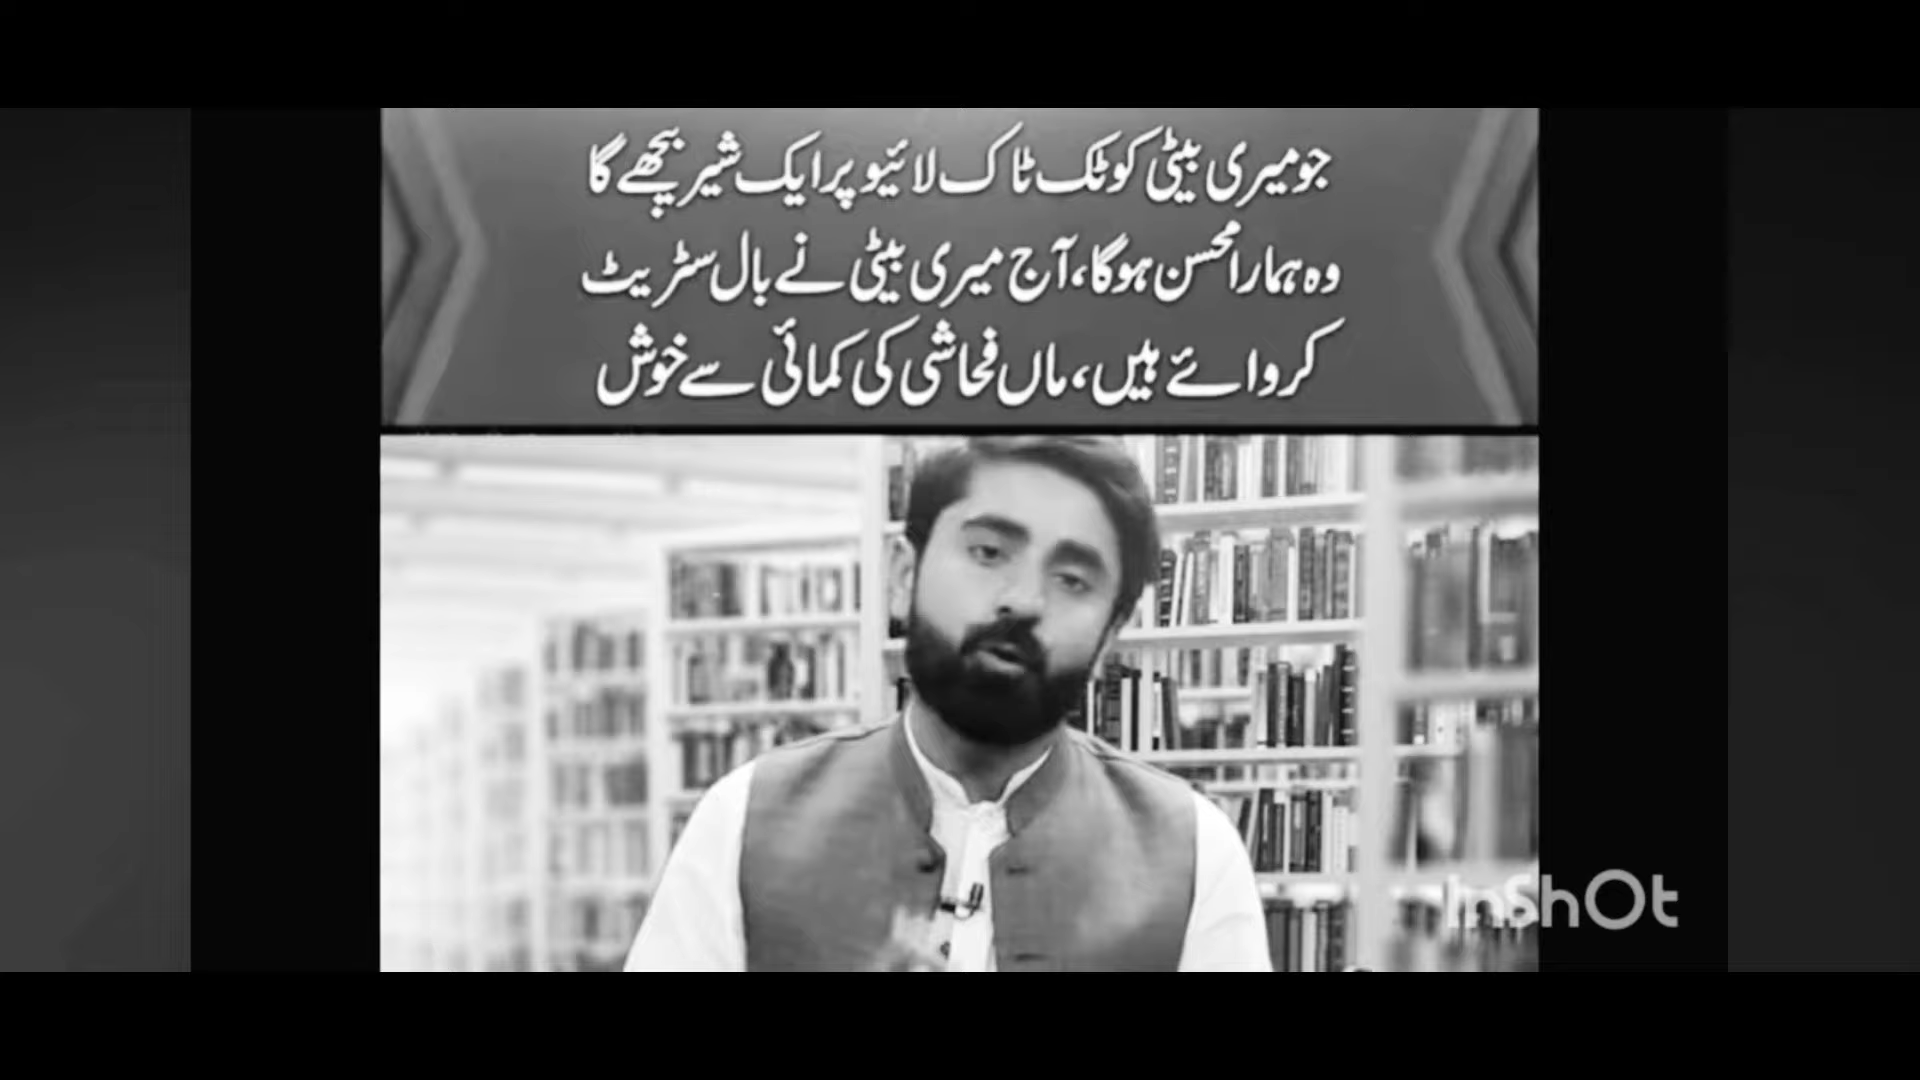 جو میری بیٹی کو ٹک ٹاک لائیو پر ایک شیر بیجھے گا
وہ ہمارا محسن ہوگا، آج میری بیٹی نے بال سٹریٹ
کروائے ہیں، ماں فحاشی کی کمائی سے خوش
InShOt